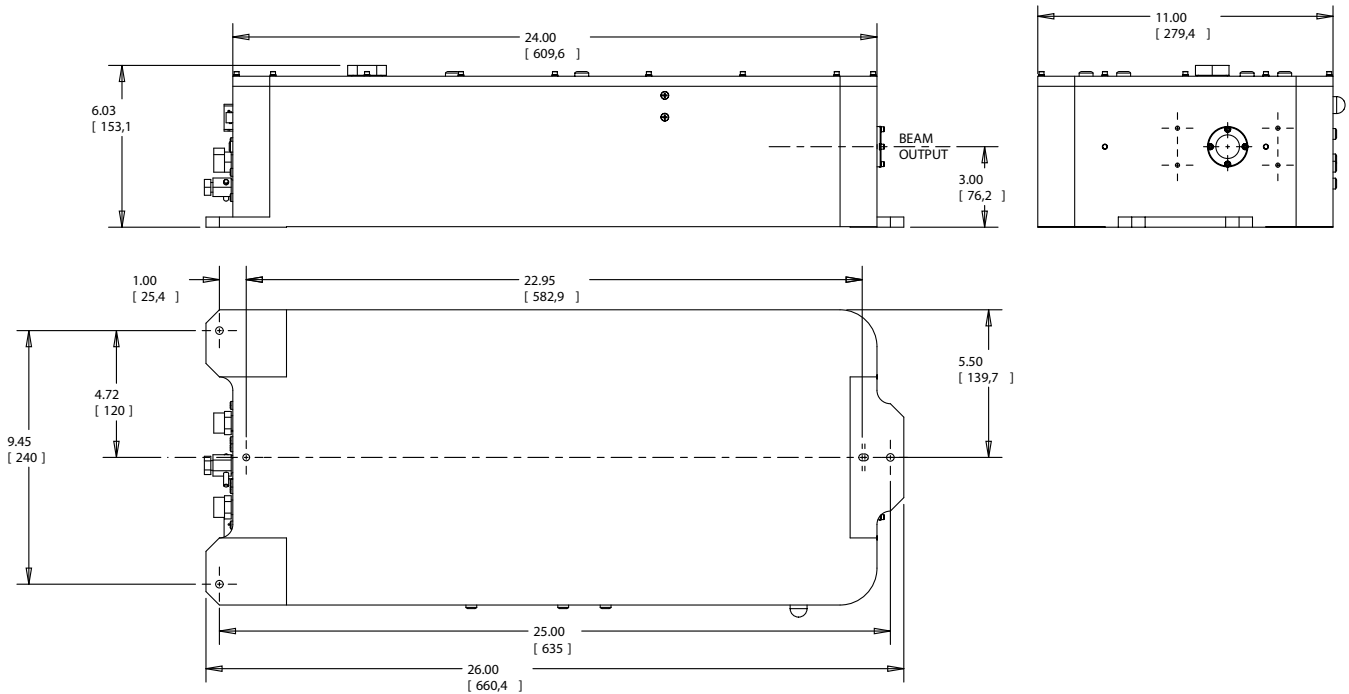 24.00
[ 609,6 ]
11.00
[ 279,4 ]
6.03
[ 153,1
BEAM
OUTPUT
3.00
[ 76,2 ]
1.00
[ 25,4 ]
22.95
[ 582,9 ]
5.50
[ 139,7 ]
4.72
[ 120 ]
9.45
[ 240 ]
25.00
[ 635 ]
26.00
[ 660,4 ]